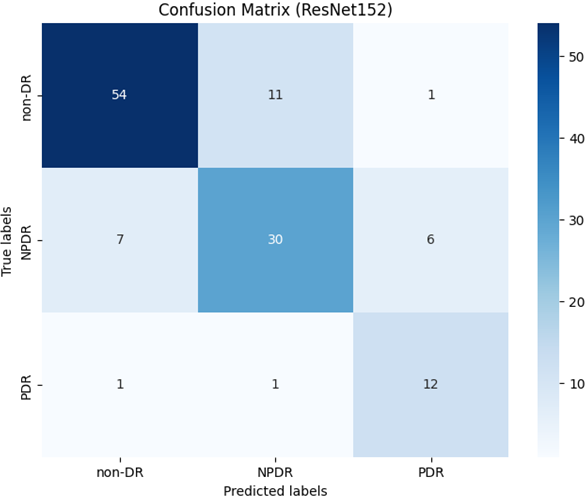 Confusion Matrix (ResNet152)
non-DR 54 11 1
NPDR 7 30 6
PDR 1 1 12
True labels
non-DR NPDR PDR
Predicted labels
50
40
30
20
10